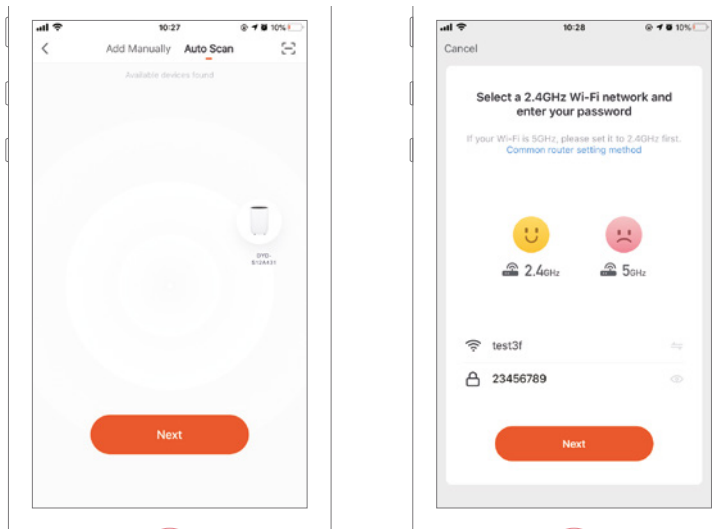 10:27
10%
Add Manually Auto Scan
Available devices found
Next
10:28
10%
Cancel
Select a 2.4GHz Wi-Fi network and
enter your password
If your Wi-Fi is 5GHz, please set it to 2.4GHz first.
Common router setting method
2.4GHz
5GHz
test3f
23456789
Next